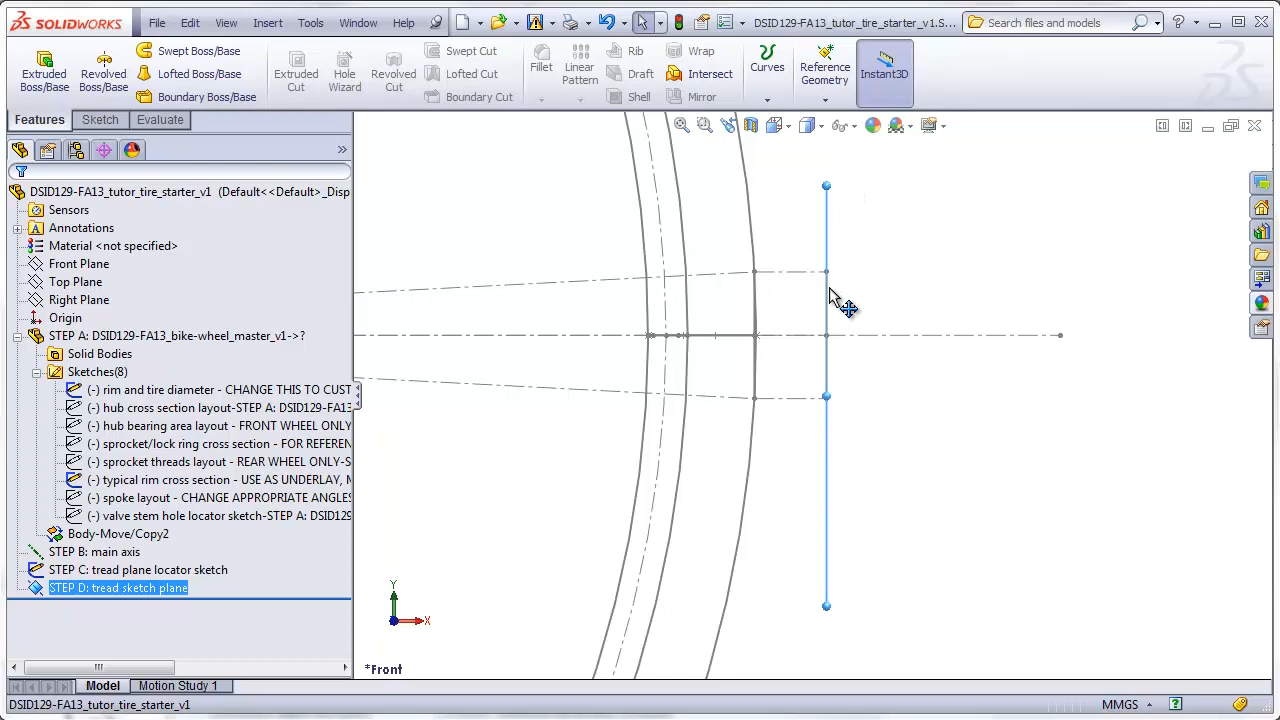 SOLIDWORKS File Edit View Insert Tools Window Help DSID129-FA13_tutor_tire_starter_v1.S... Search files and models
Extruded Boss/Base
Revolved Boss/Base
Swept Boss/Base
Lofted Boss/Base
Boundary Boss/Base
Extruded Cut
Hole Wizard
Revolved Cut
Swept Cut
Lofted Cut
Boundary Cut
Fillet
Linear Pattern
Rib
Draft
Shell
Wrap
Intersect
Mirror
Curves
Reference Geometry
Instant3D
Features Sketch Evaluate
DSID129-FA13_tutor_tire_starter_v1 (Default<<Default>_Disp
Sensors
Annotations
Material <not specified>
Front Plane
Top Plane
Right Plane
Origin
STEP A: DSID129-FA13_bike-wheel_master_v1->?
Solid Bodies
Sketches(8)
(-) rim and tire diameter - CHANGE THIS TO CUST
(-) hub cross section layout-STEP A: DSID129-FA13
(-) hub bearing area layout - FRONT WHEEL ONLY
(-) sprocket/lock ring cross section - FOR REFEREN
(-) sprocket threads layout - REAR WHEEL ONLY-S
(-) typical rim cross section - USE AS UNDERLAY, M
(-) spoke layout - CHANGE APPROPRIATE ANGLES
(-) valve stem hole locator sketch-STEP A: DSID129
Body-Move/Copy2
STEP B: main axis
STEP C: tread plane locator sketch
STEP D: tread sketch plane
Y
X
*Front
Model Motion Study 1
DSID129-FA13_tutor_tire_starter_v1 MMGS